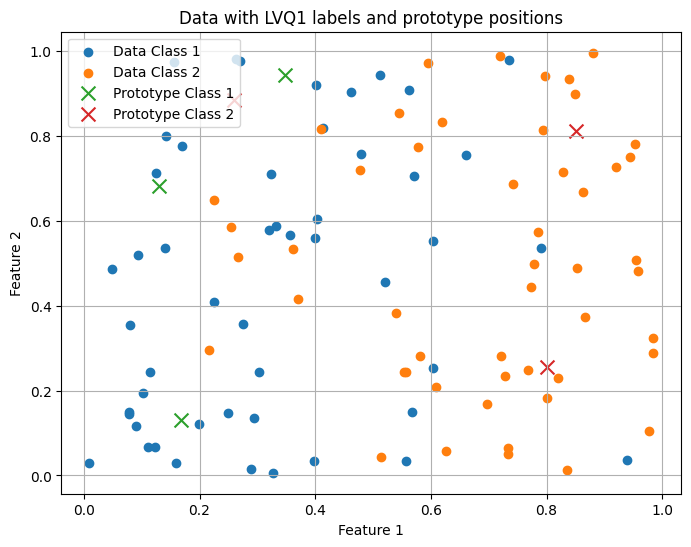 Data with LVQ1 labels and prototype positions
Data Class 1
Data Class 2
Prototype Class 1
Prototype Class 2
1.0
0.8
0.6
0.4
0.2
0.0
Feature 2
0.0 0.2 0.4 0.6 0.8 1.0
Feature 1